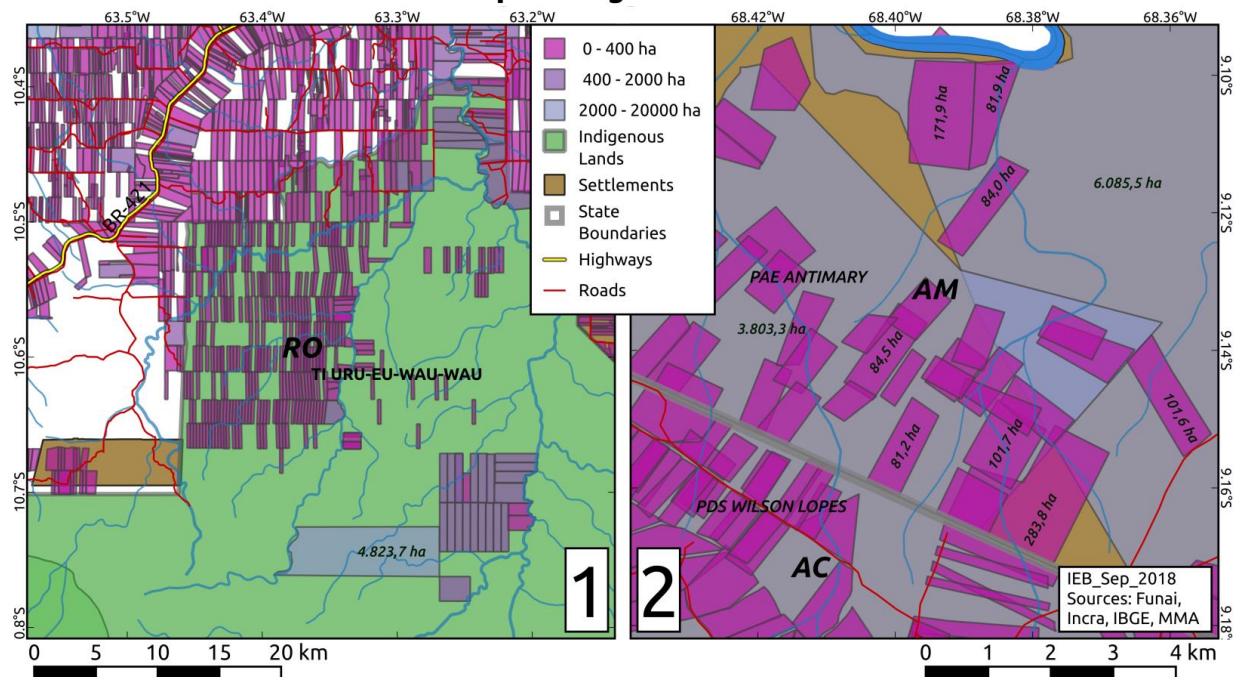 63.5°W 63.4°W 63.3°W 63.2°W
68.42°W 68.40°W 68.38°W 68.36°W
10.4°S
10.5°S
10.6°S
10.7°S
0.8°S
0 - 400 ha
400 - 2000 ha
2000 - 20000 ha
Indigenous
Lands
Settlements
State
Boundaries
Highways
Roads
BR-421
RO
TI URU-EU-WAU-WAU
4.823,7 ha
1
0 5 10 15 20 km
171,9 ha
81,9 ha
84,0 ha
6.085,5 ha
PAE ANTIMARY
AM
3.803,3 ha
84,5 ha
81,2 ha
101,7 ha
101,6 ha
283,8 ha
PDS WILSON LOPES
AC
2
IEB_Sep_2018
Sources: Funai,
Incra, IBGE, MMA
9.10°S
9.12°S
9.14°S
9.16°S
9.18°
0 1 2 3 4 km